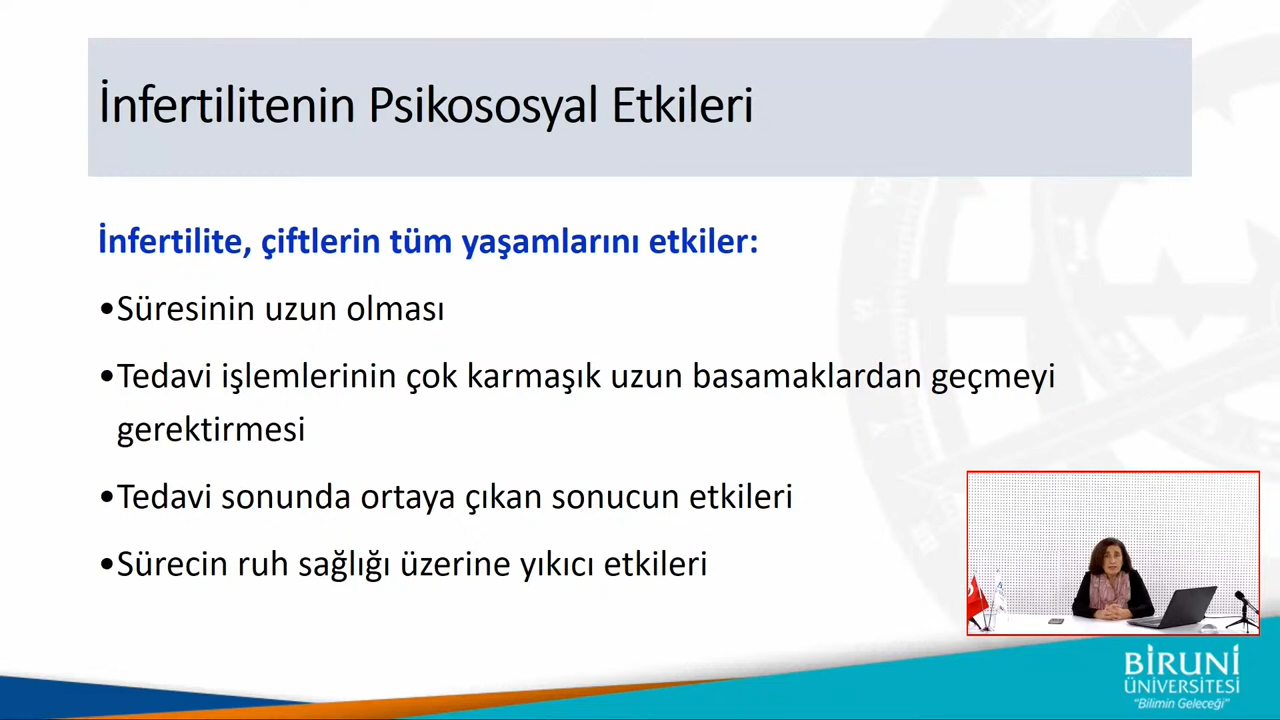 İnfertilitenin Psikososyal Etkileri
İnfertilite, çiftlerin tüm yaşamlarını etkiler:
•Süresinin uzun olması
•Tedavi işlemlerinin çok karmaşık uzun basamaklardan geçmeyi
gerektirmesi
•Tedavi sonunda ortaya çıkan sonucun etkileri
•Sürecin ruh sağlığı üzerine yıkıcı etkileri
BİRUNİ
ÜNİVERSİTESİ
"Bilimin Geleceği"